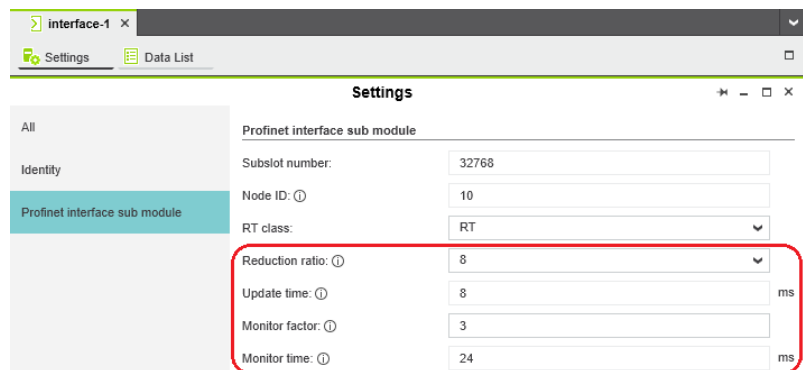 interface-1
Settings Data List
Settings
All
Identity
Profinet interface sub module
Profinet interface sub module
Subslot number: 32768
Node ID: 10
RT class: RT
Reduction ratio: 8
Update time: 8 ms
Monitor factor: 3
Monitor time: 24 ms